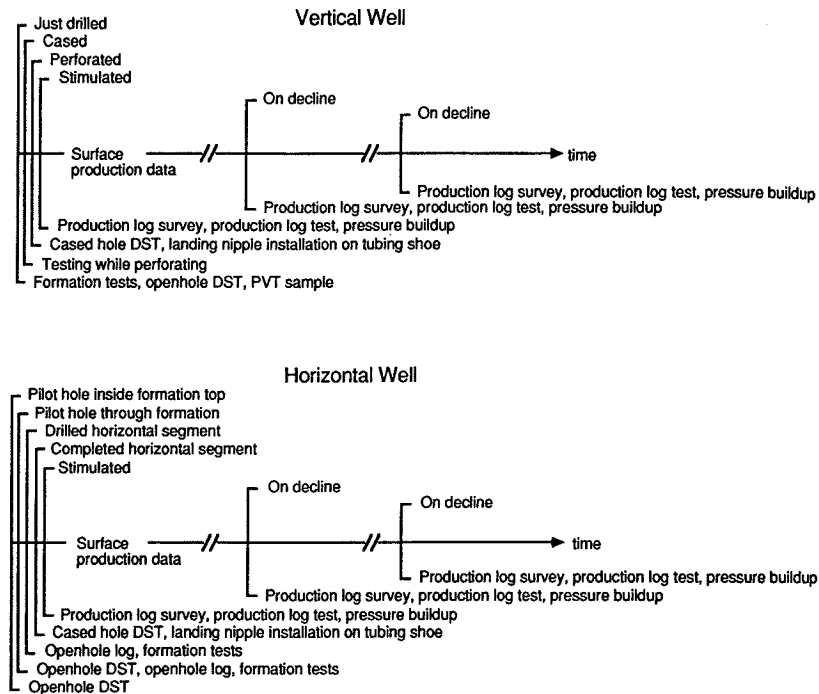 Vertical Well
Just drilled
Cased
Perforated
Stimulated
On decline
On decline
Surface
production data
time
Production log survey, production log test, pressure buildup
Production log survey, production log test, pressure buildup
Production log survey, production log test, pressure buildup
Cased hole DST, landing nipple installation on tubing shoe
Testing while perforating
Formation tests, openhole DST, PVT sample
Horizontal Well
Pilot hole inside formation top
Pilot hole through formation
Drilled horizontal segment
Completed horizontal segment
Stimulated
On decline
On decline
Surface
production data
time
Production log survey, production log test, pressure buildup
Production log survey, production log test, pressure buildup
Production log survey, production log test, pressure buildup
Cased hole DST, landing nipple installation on tubing shoe
Openhole log, formation tests
Openhole DST, openhole log, formation tests
Openhole DST